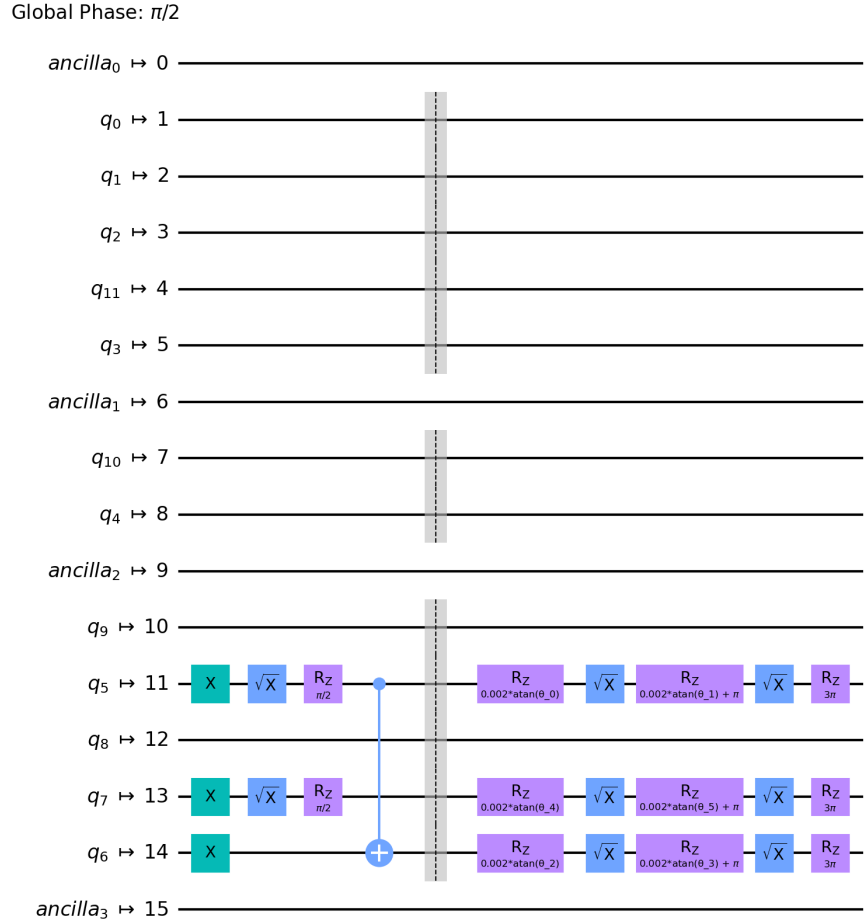 Global Phase: π/2
ancilla₀ ↦ 0
q₀ ↦ 1
q₁ ↦ 2
q₂ ↦ 3
q₁₁ ↦ 4
q₃ ↦ 5
ancilla₁ ↦ 6
q₁₀ ↦ 7
q₄ ↦ 8
ancilla₂ ↦ 9
q₉ ↦ 10
q₅ ↦ 11 X √X R_Z π/2 R_Z 0.002*atan(θ_0) √X R_Z 0.002*atan(θ_1) + π √X R_Z 3π
q₈ ↦ 12
q₇ ↦ 13 X √X R_Z π/2 R_Z 0.002*atan(θ_4) √X R_Z 0.002*atan(θ_5) + π √X R_Z 3π
q₆ ↦ 14 X R_Z 0.002*atan(θ_2) √X R_Z 0.002*atan(θ_3) + π √X R_Z 3π
ancilla₃ ↦ 15